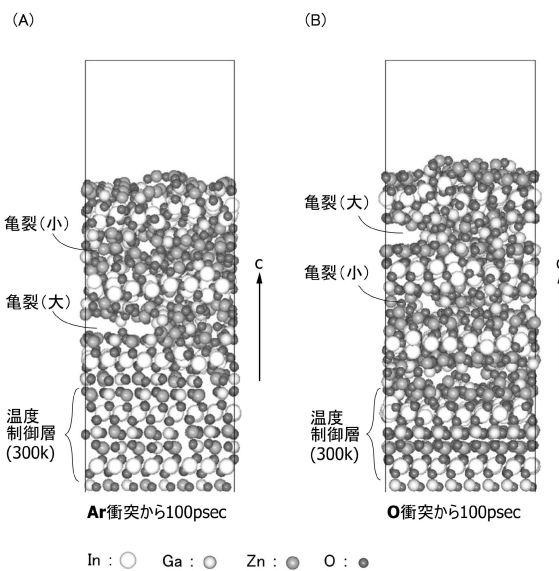 (A)
(B)
亀裂(小)
亀裂(大)
c
温度
制御層
(300k)
Ar衝突から100psec
亀裂(大)
亀裂(小)
温度
制御層
(300k)
O衝突から100psec
In : Ga : Zn : O :